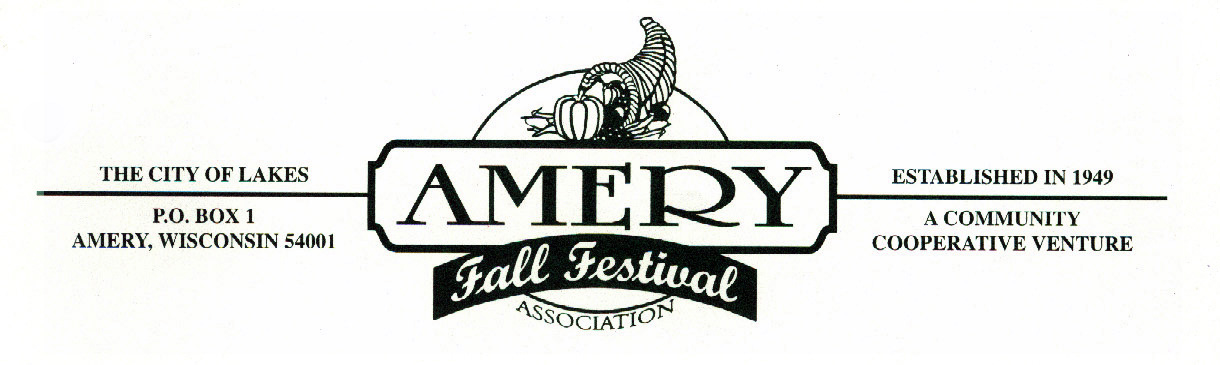 THE CITY OF LAKES
P.O. BOX 1
AMERY, WISCONSIN 54001
AMERY
Fall Festival
ASSOCIATION
ESTABLISHED IN 1949
A COMMUNITY
COOPERATIVE VENTURE